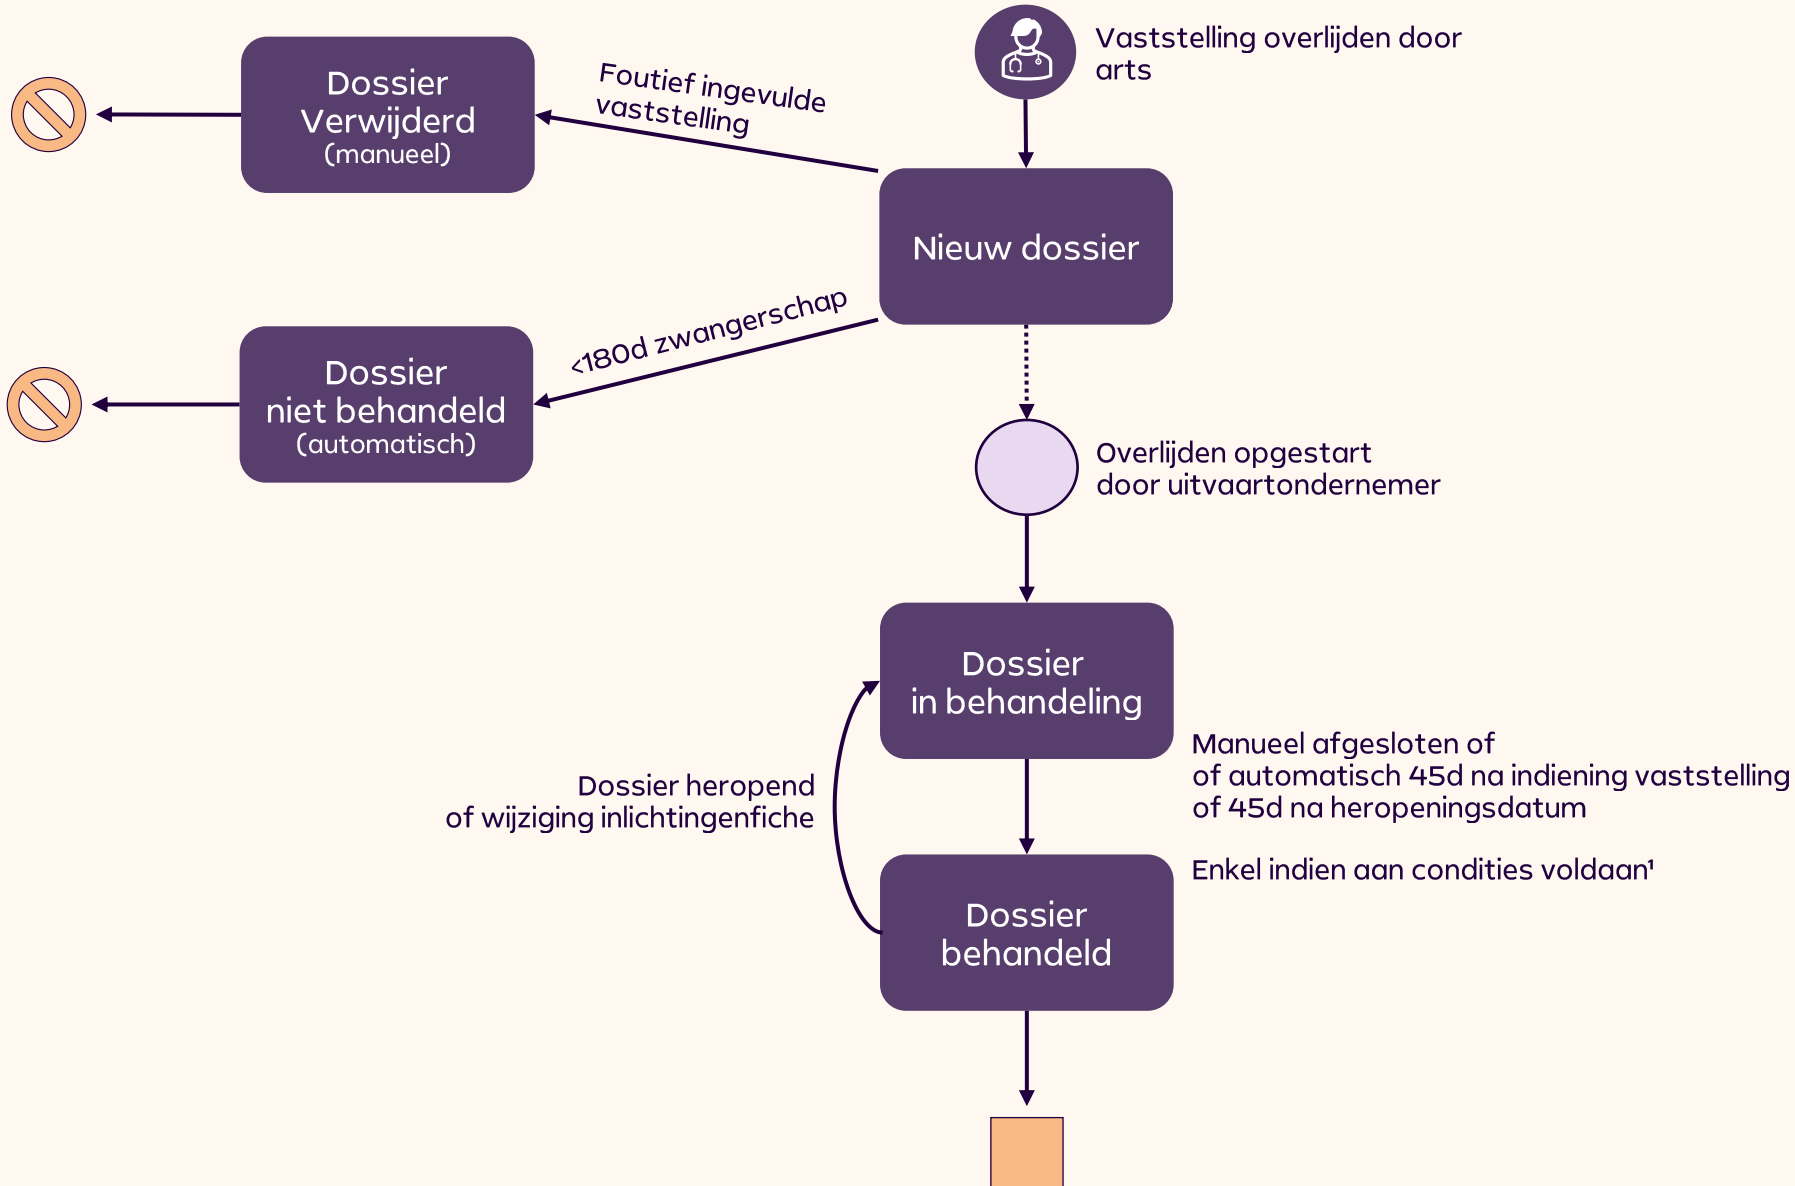 Vaststelling overlijden door
arts
Dossier
Verwijderd
(manueel)
Foutief ingevulde
vaststelling
Nieuw dossier
<180d zwangerschap
Dossier
niet behandeld
(automatisch)
Overlijden opgestart
door uitvaartondernemer
Dossier
in behandeling
Manueel afgesloten of
of automatisch 45d na indiening vaststelling
of 45d na heropeningsdatum
Enkel indien aan condities voldaan¹
Dossier heropend
of wijziging inlichtingenfiche
Dossier
behandeld